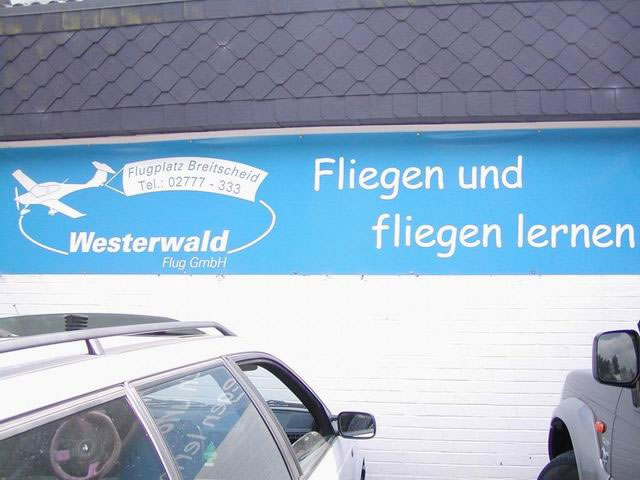 Flugplatz Breitscheid
Tel.: 02777 - 333
Westerwald
Flug GmbH
Fliegen und
fliegen lernen